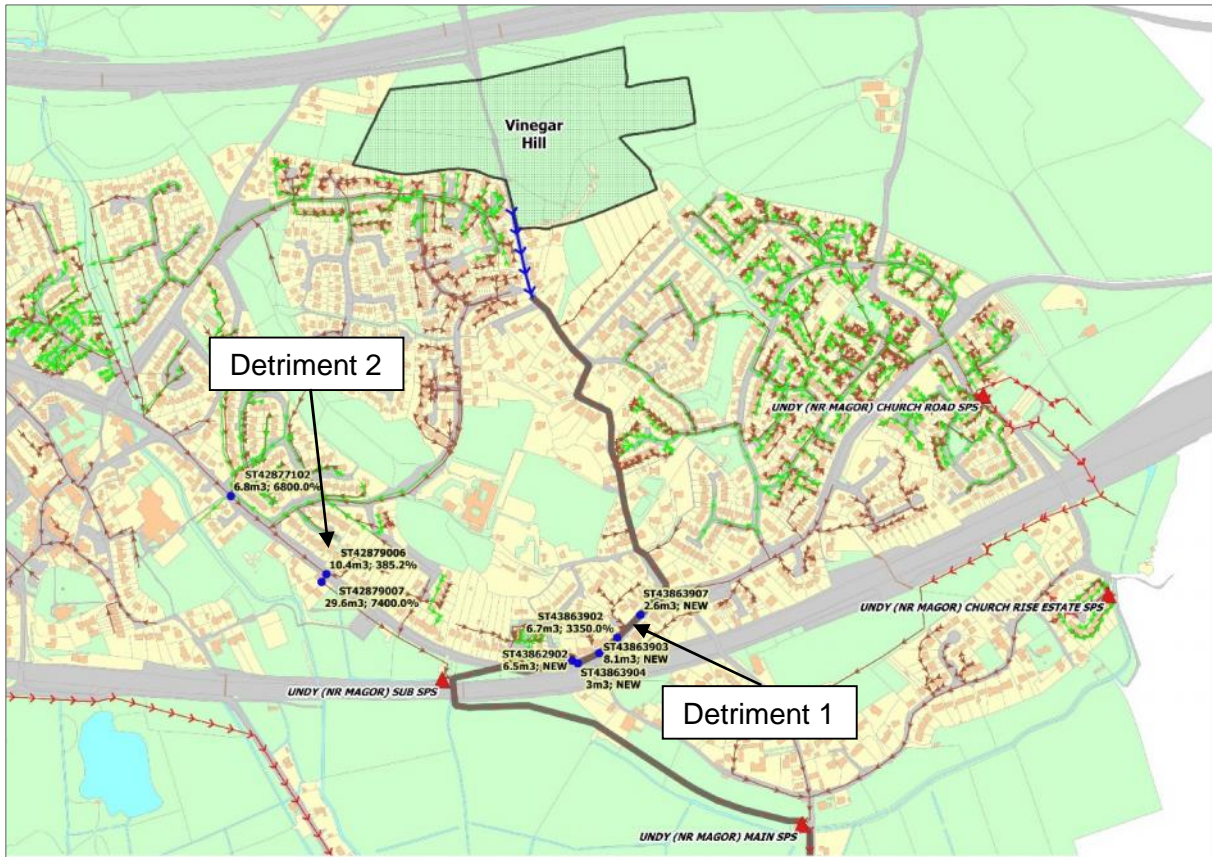 Vinegar
Hill
Detriment 2
UNDY (NR MAGOR) CHURCH ROAD SPS
ST42877102
6.8m3; 6800.0%
ST42879006
10.4m3; 385.2%
ST42879007
29.6m3; 7400.0%
ST43863907
2.6m3; NEW
UNDY (NR MAGOR) CHURCH RISE ESTATE SPS
ST43863902
6.7m3; 3350.0%
ST43863903
8.1m3; NEW
ST43862902
6.5m3; NEW
ST43863904
3m3; NEW
UNDY (NR MAGOR) SUB SPS
Detriment 1
UNDY (NR MAGOR) MAIN SPS